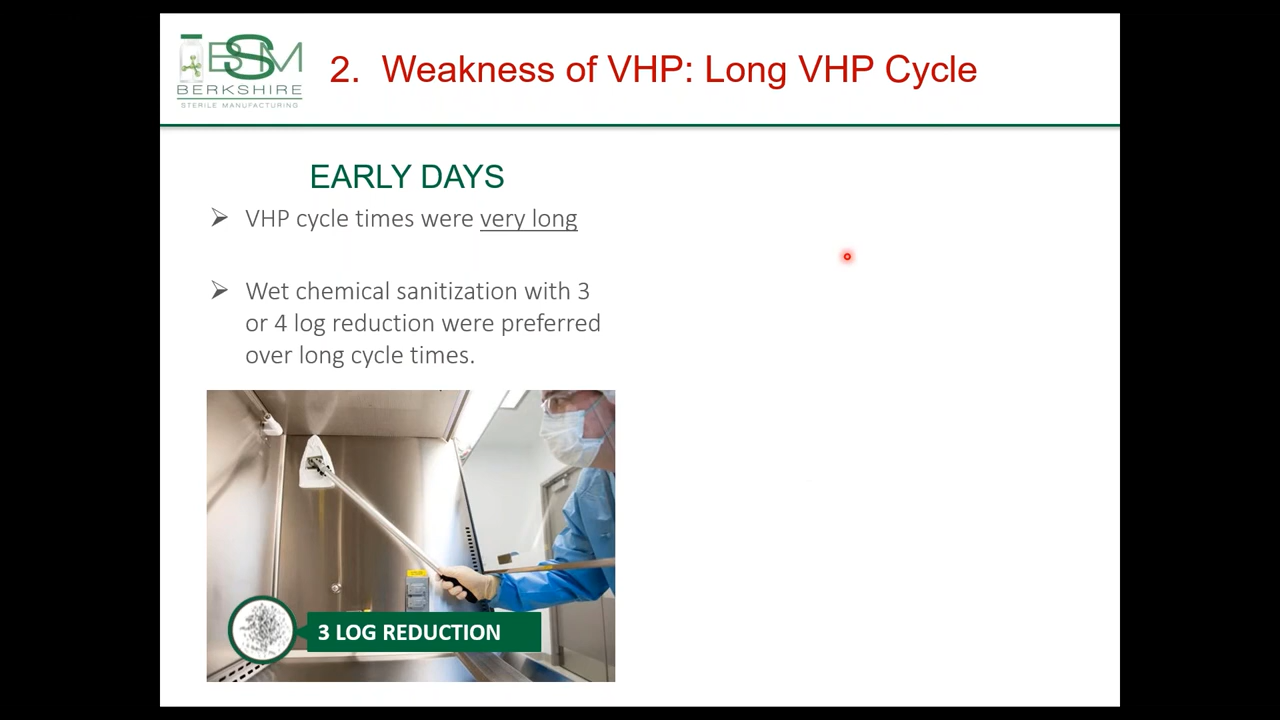 BSM
BERKSHIRE
STERILE MANUFACTURING
2. Weakness of VHP: Long VHP Cycle
EARLY DAYS
VHP cycle times were very long
Wet chemical sanitization with 3
or 4 log reduction were preferred
over long cycle times.
3 LOG REDUCTION